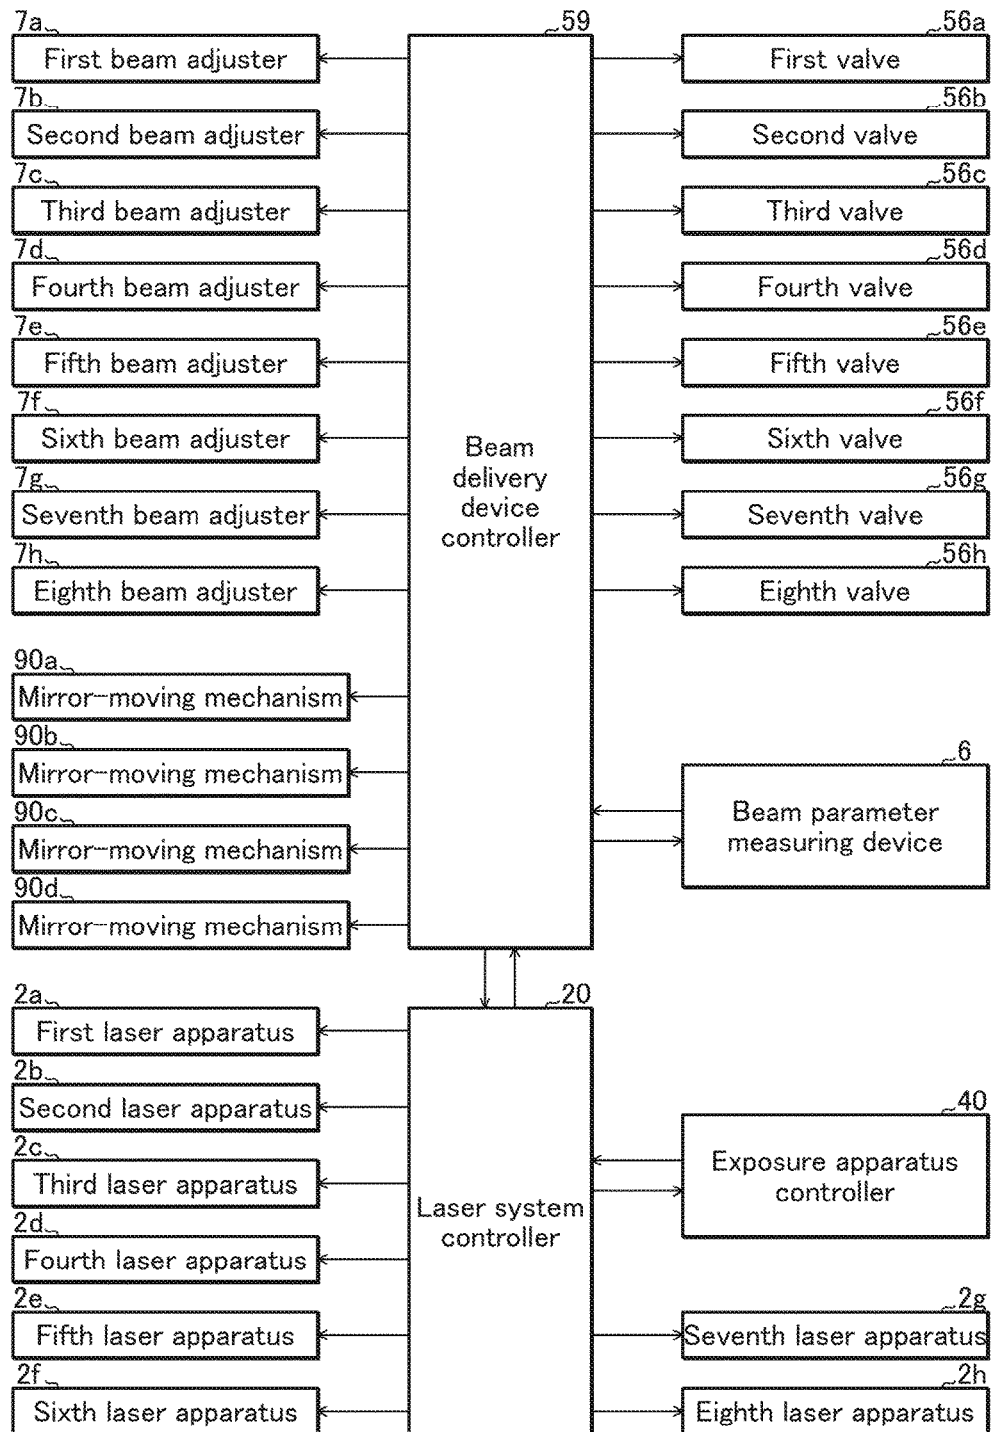 7a
First beam adjuster
7b
Second beam adjuster
7c
Third beam adjuster
7d
Fourth beam adjuster
7e
Fifth beam adjuster
7f
Sixth beam adjuster
7g
Seventh beam adjuster
7h
Eighth beam adjuster
90a
Mirror-moving mechanism
90b
Mirror-moving mechanism
90c
Mirror-moving mechanism
90d
Mirror-moving mechanism
59
Beam
delivery
device
controller
56a
First valve
56b
Second valve
56c
Third valve
56d
Fourth valve
56e
Fifth valve
56f
Sixth valve
56g
Seventh valve
56h
Eighth valve
6
Beam parameter
measuring device
2a
First laser apparatus
2b
Second laser apparatus
2c
Third laser apparatus
2d
Fourth laser apparatus
2e
Fifth laser apparatus
2f
Sixth laser apparatus
20
Laser system
controller
40
Exposure apparatus
controller
2g
Seventh laser apparatus
2h
Eighth laser apparatus